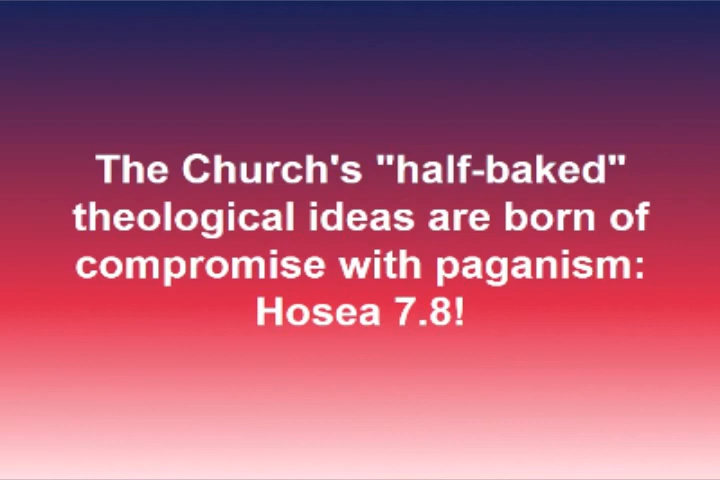 The Church's "half-baked"
theological ideas are born of
compromise with paganism:
Hosea 7.8!